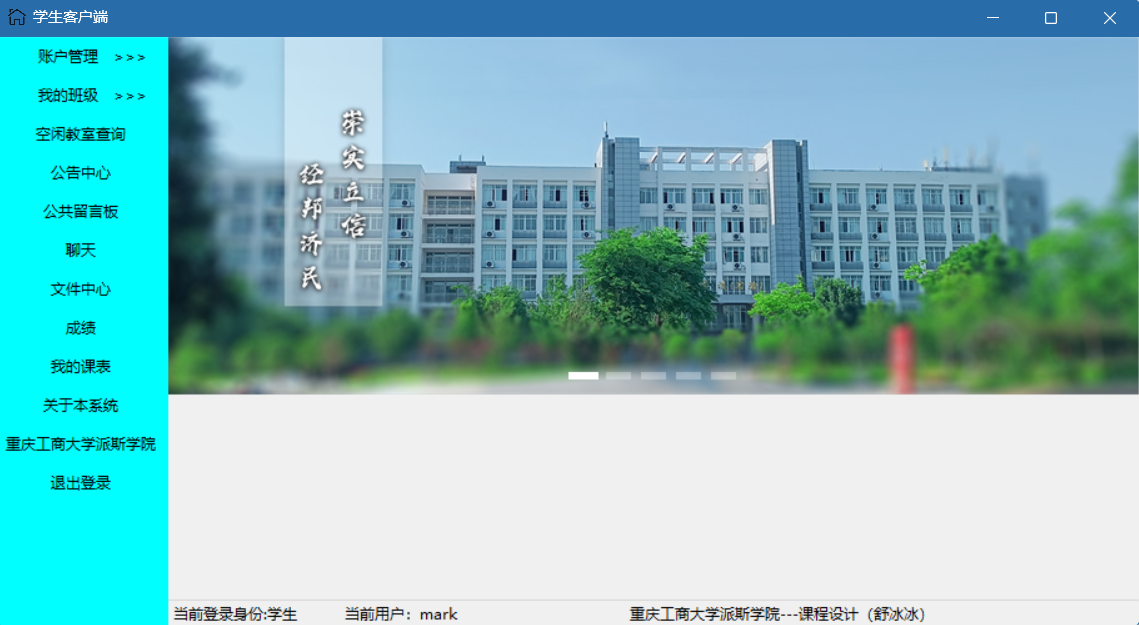 学生客户端
账户管理 >>>
我的班级 >>>
空闲教室查询
公告中心
公共留言板
聊天
文件中心
成绩
我的课表
关于本系统
重庆工商大学派斯学院
退出登录
崇实立信
经邦济民
当前登录身份:学生
当前用户：mark
重庆工商大学派斯学院---课程设计（舒冰冰）